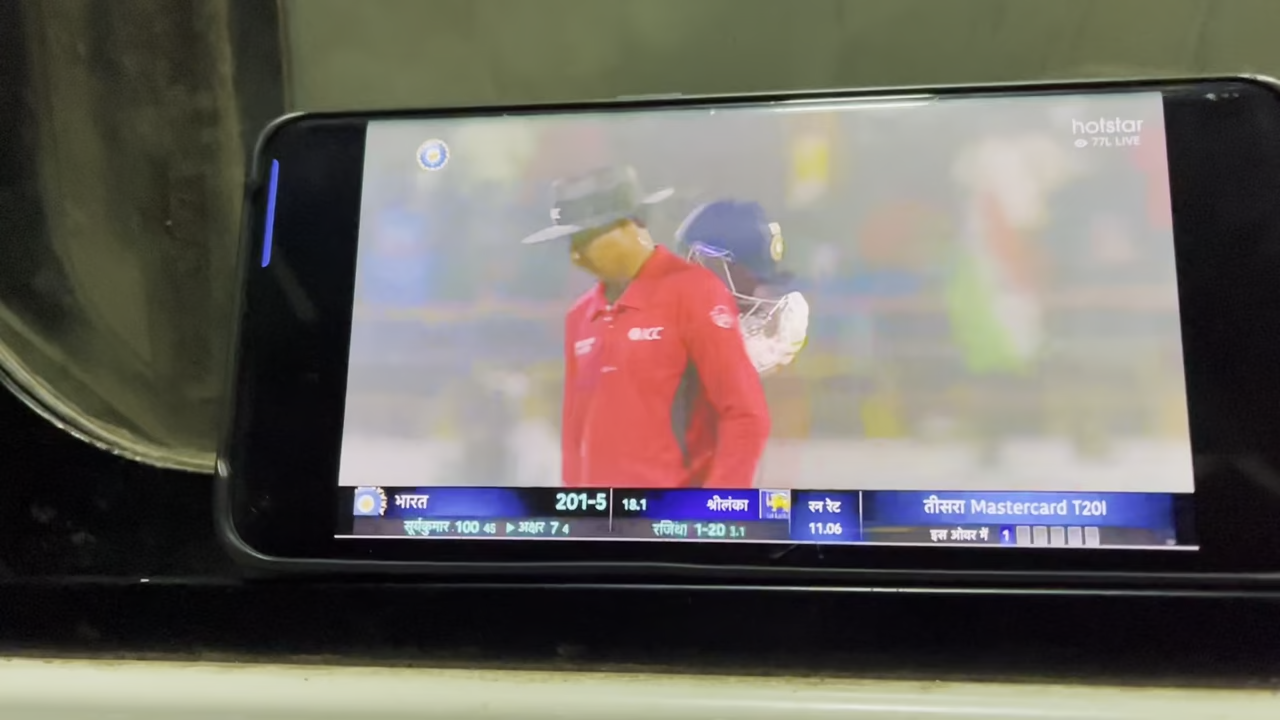 hotstar
77L LIVE
ICC
भारत 201-5 18.1 श्रीलंका रन रेट तीसरा Mastercard T20I
सूर्यकुमार 100 45 ▶ अक्षर 7 4 रजिथा 1-20 3.1 11.06 इस ओवर में 1